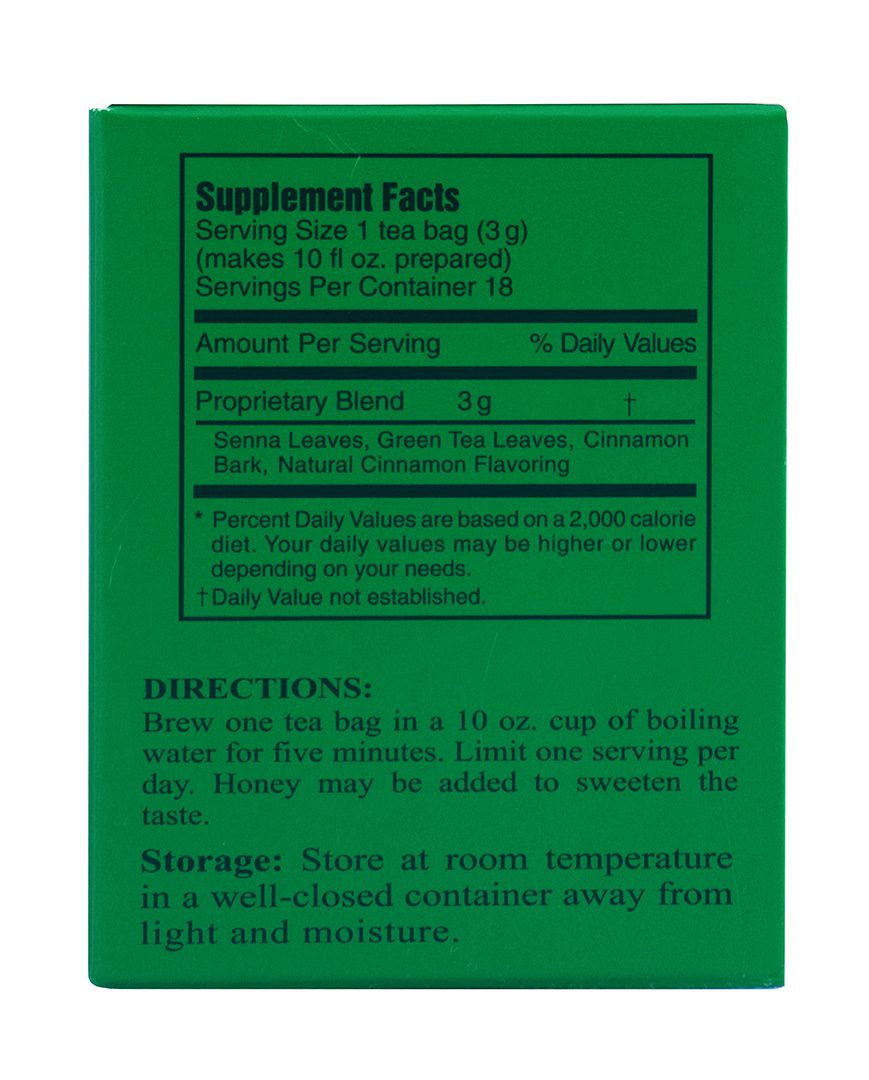 Supplement Facts
Serving Size 1 tea bag (3 g)
(makes 10 fl oz. prepared)
Servings Per Container 18
Amount Per Serving % Daily Values
Proprietary Blend 3 g †
Senna Leaves, Green Tea Leaves, Cinnamon
Bark, Natural Cinnamon Flavoring
* Percent Daily Values are based on a 2,000 calorie
diet. Your daily values may be higher or lower
depending on your needs.
† Daily Value not established.
DIRECTIONS:
Brew one tea bag in a 10 oz. cup of boiling
water for five minutes. Limit one serving per
day. Honey may be added to sweeten the
taste.
Storage: Store at room temperature
in a well-closed container away from
light and moisture.